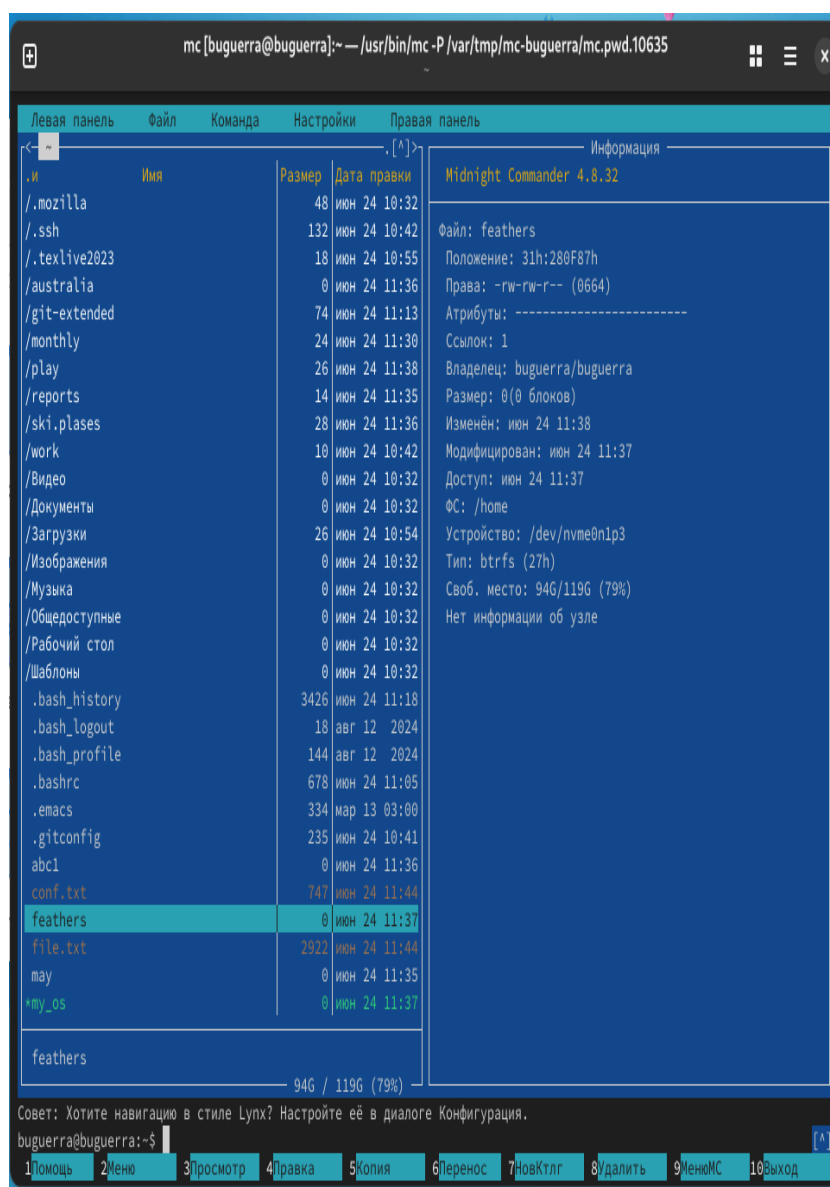 mc [buguerra@buguerra]:~ — /usr/bin/mc -P /var/tmp/mc-buguerra/mc.pwd.10635
~
Левая панель Файл Команда Настройки Правая панель
<— ~ .[^]>
.и Имя Размер Дата правки
/.mozilla 48 июн 24 10:32
/.ssh 132 июн 24 10:42
/.texlive2023 18 июн 24 10:55
/australia 0 июн 24 11:36
/git-extended 74 июн 24 11:13
/monthly 24 июн 24 11:30
/play 26 июн 24 11:38
/reports 14 июн 24 11:35
/ski.plases 28 июн 24 11:36
/work 10 июн 24 10:42
/Видео 0 июн 24 10:32
/Документы 0 июн 24 10:32
/Загрузки 26 июн 24 10:54
/Изображения 0 июн 24 10:32
/Музыка 0 июн 24 10:32
/Общедоступные 0 июн 24 10:32
/Рабочий стол 0 июн 24 10:32
/Шаблоны 0 июн 24 10:32
.bash_history 3426 июн 24 11:18
.bash_logout 18 авг 12 2024
.bash_profile 144 авг 12 2024
.bashrc 678 июн 24 11:05
.emacs 334 мар 13 03:00
.gitconfig 235 июн 24 10:41
abc1 0 июн 24 11:36
conf.txt 747 июн 24 11:44
feathers 0 июн 24 11:37
file.txt 2922 июн 24 11:44
may 0 июн 24 11:35
*my_os 0 июн 24 11:37
feathers
94G / 119G (79%)
Информация
Midnight Commander 4.8.32
Файл: feathers
Положение: 31h:280F87h
Права: -rw-rw-r-- (0664)
Атрибуты: -------------------------
Ссылок: 1
Владелец: buguerra/buguerra
Размер: 0(0 блоков)
Изменён: июн 24 11:38
Модифицирован: июн 24 11:37
Доступ: июн 24 11:37
ФС: /home
Устройство: /dev/nvme0n1p3
Тип: btrfs (27h)
Своб. место: 94G/119G (79%)
Нет информации об узле
Совет: Хотите навигацию в стиле Lynx? Настройте её в диалоге Конфигурация.
buguerra@buguerra:~$ [^]
1Помощь 2Меню 3Просмотр 4Правка 5Копия 6Перенос 7НовКтлг 8Удалить 9МенюМС 10Выход